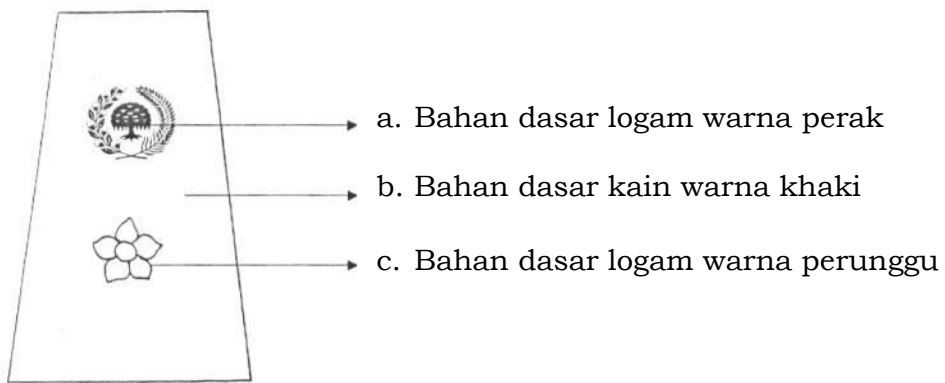 a. Bahan dasar logam warna perak
b. Bahan dasar kain warna khaki
c. Bahan dasar logam warna perunggu